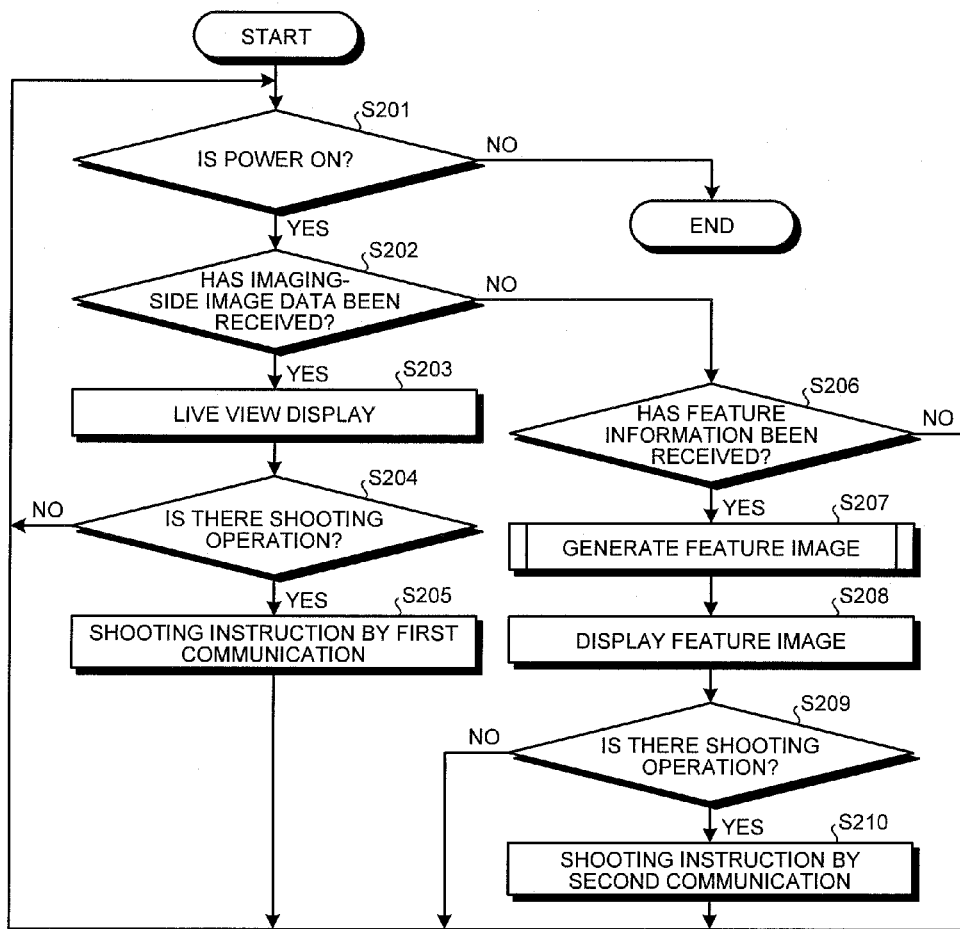 START
S201
IS POWER ON?
NO
END
YES
S202
HAS IMAGING-
SIDE IMAGE DATA BEEN
RECEIVED?
NO
YES
S203
LIVE VIEW DISPLAY
S204
NO
IS THERE SHOOTING
OPERATION?
YES
S205
SHOOTING INSTRUCTION BY FIRST
COMMUNICATION
S206
HAS FEATURE
INFORMATION BEEN
RECEIVED?
NO
YES
S207
GENERATE FEATURE IMAGE
S208
DISPLAY FEATURE IMAGE
S209
NO
IS THERE SHOOTING
OPERATION?
YES
S210
SHOOTING INSTRUCTION BY
SECOND COMMUNICATION